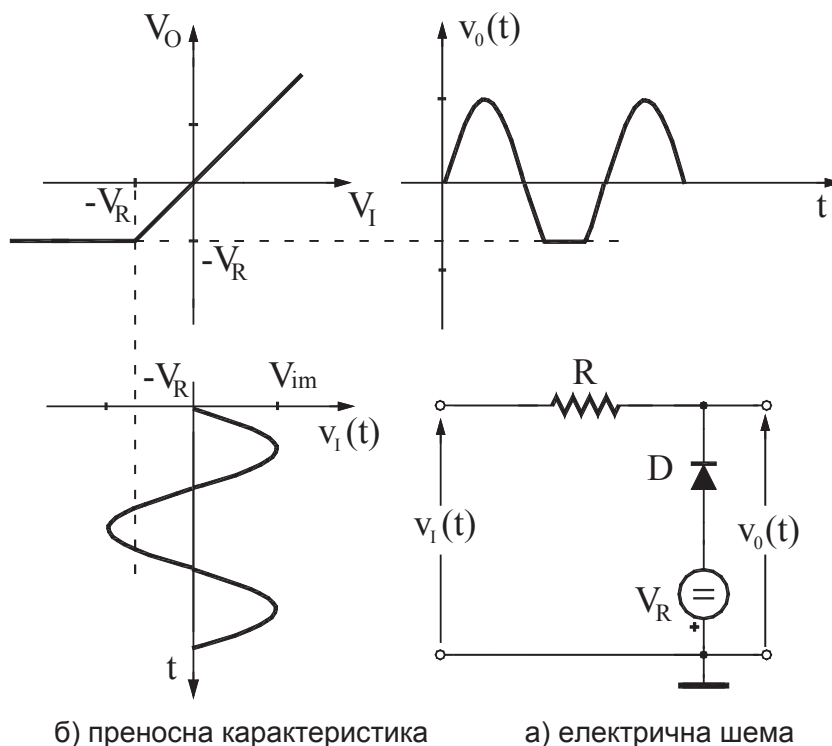 V_O
v_0(t)
-V_R
V_I
t
-V_R
-V_R
V_im
v_I(t)
t
R
D
v_I(t)
v_0(t)
V_R
=
+
б) преносна карактеристика
а) електрична шема